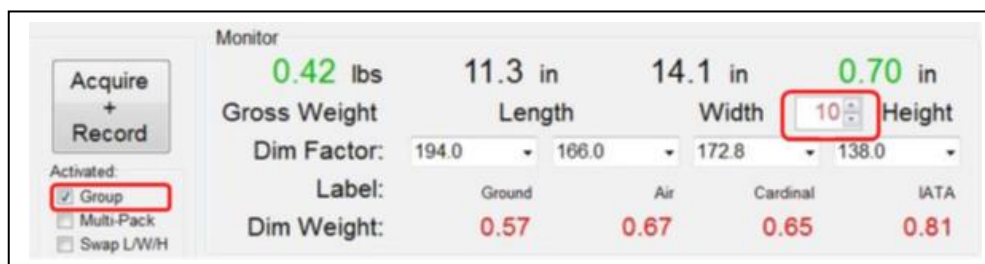 Monitor
Acquire
+
Record
0.42 lbs 11.3 in 14.1 in 0.70 in
Gross Weight Length Width 10 Height
Dim Factor: 194.0 166.0 172.8 138.0
Activated:
Group
Multi-Pack
Swap L/W/H
Label: Ground Air Cardinal IATA
Dim Weight: 0.57 0.67 0.65 0.81